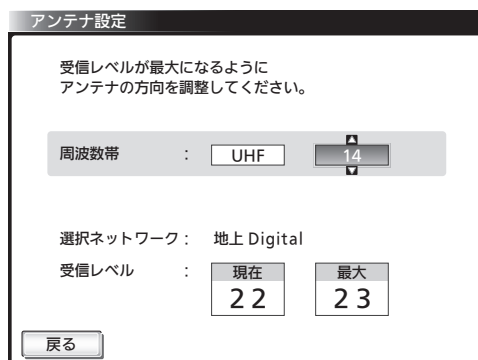 アンテナ設定
受信レベルが最大になるように
アンテナの方向を調整してください。
周波数帯 : UHF 14
選択ネットワーク : 地上 Digital
受信レベル : 現在 最大
22 23
戻る